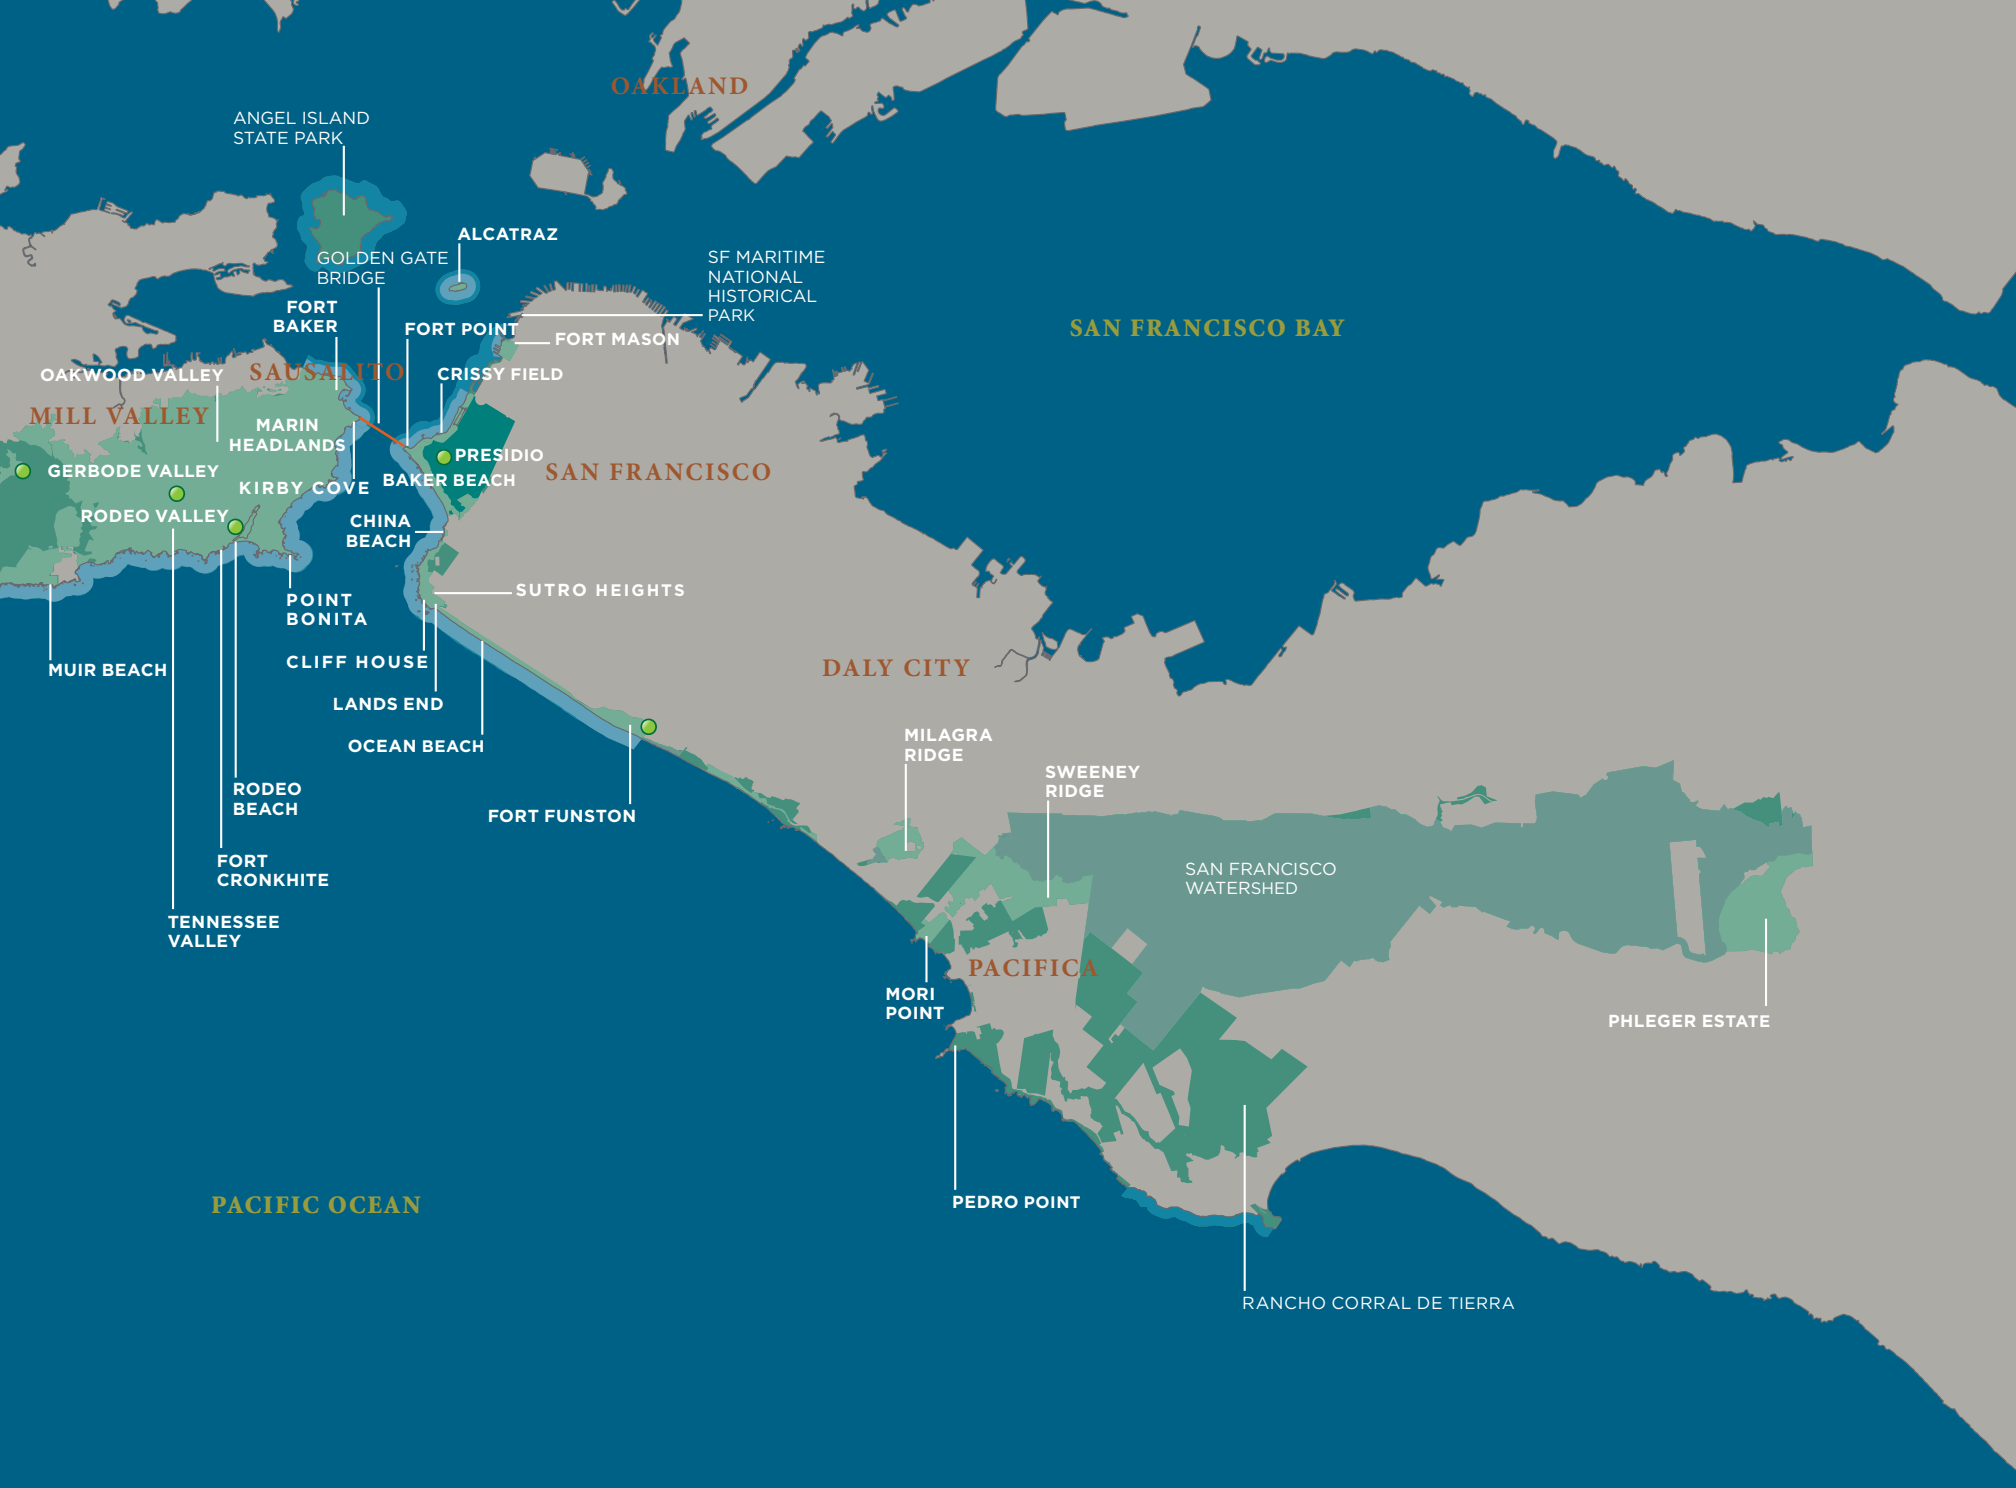 OAKLAND
ANGEL ISLAND
STATE PARK
ALCATRAZ
GOLDEN GATE
BRIDGE
SF MARITIME
NATIONAL
HISTORICAL
PARK
FORT
BAKER
FORT POINT
FORT MASON
SAN FRANCISCO BAY
OAKWOOD VALLEY
SAUSALITO
CRISSY FIELD
MILL VALLEY
MARIN
HEADLANDS
PRESIDIO
GERBODE VALLEY
SAN FRANCISCO
KIRBY COVE
BAKER BEACH
RODEO VALLEY
CHINA
BEACH
SUTRO HEIGHTS
POINT
BONITA
MUIR BEACH
CLIFF HOUSE
DALY CITY
LANDS END
OCEAN BEACH
MILAGRA
RIDGE
SWEENEY
RIDGE
RODEO
BEACH
FORT FUNSTON
FORT
CRONKHITE
SAN FRANCISCO
WATERSHED
TENNESSEE
VALLEY
PACIFICA
MORI
POINT
PHLEGER ESTATE
PACIFIC OCEAN
PEDRO POINT
RANCHO CORRAL DE TIERRA